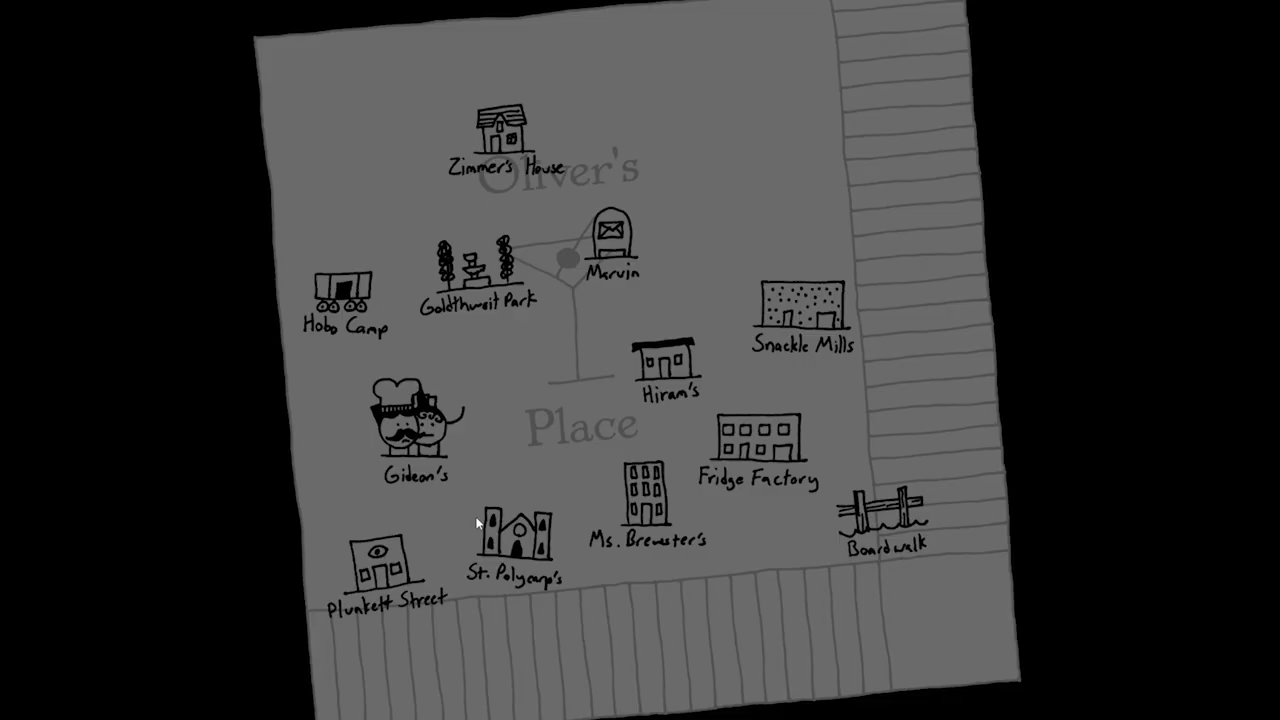 Zimmer's House
Oliver's
Marvin
Goldthwait Park
Hobo Camp
Snackle Mills
Hiram's
Place
Gideon's
Fridge Factory
Ms. Brewster's
Boardwalk
St. Polycarp's
Plunkett Street